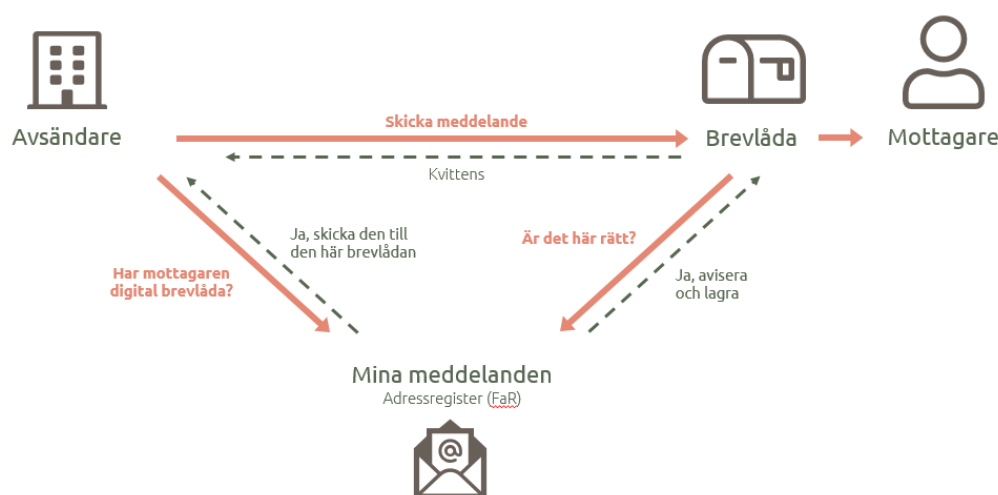 Avsändare
Skicka meddelande
Brevlåda
Mottagare
Kvittens
Ja, skicka den till
den här brevlådan
Är det här rätt?
Har mottagaren
digital brevlåda?
Ja, avisera
och lagra
Mina meddelanden
Adressregister (FaR)
@